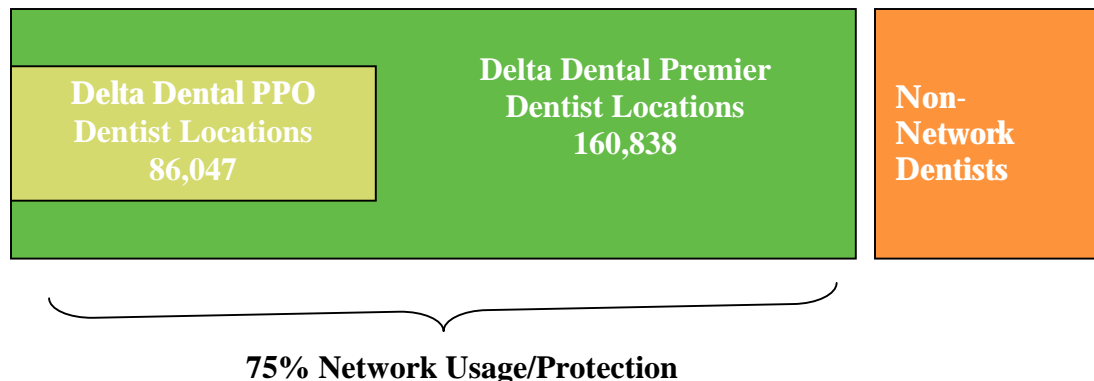 Delta Dental PPO
Dentist Locations
86,047
Delta Dental Premier
Dentist Locations
160,838
Non-
Network
Dentists
75% Network Usage/Protection